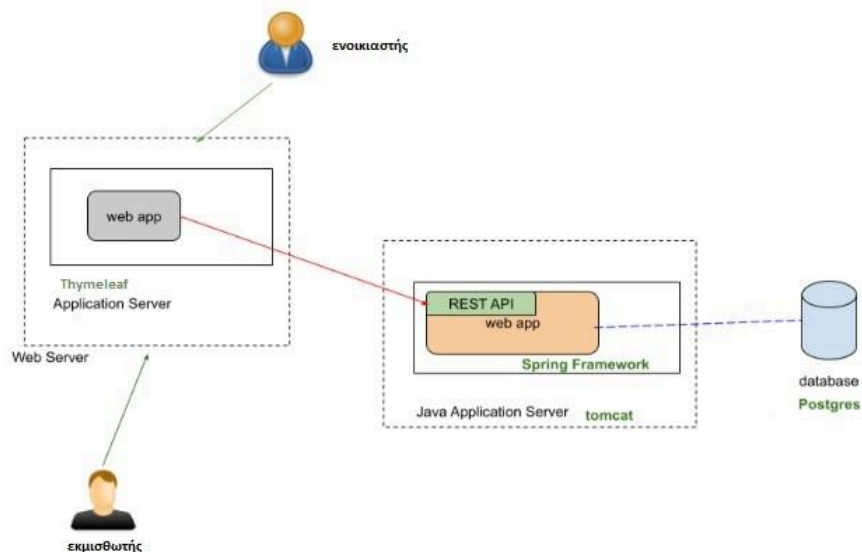 ενοικιαστής
web app
Thymeleaf
Application Server
Web Server
REST API
web app
Spring Framework
Java Application Server tomcat
database
Postgres
εκμισθωτής